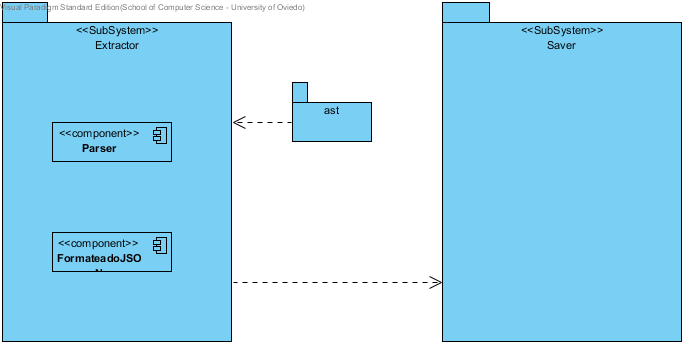 Visual Paradigm Standard Edition(School of Computer Science - University of Oviedo)
<<SubSystem>>
Extractor
<<SubSystem>>
Saver
ast
<<component>>
Parser
<<component>>
FormateadoJSO
N